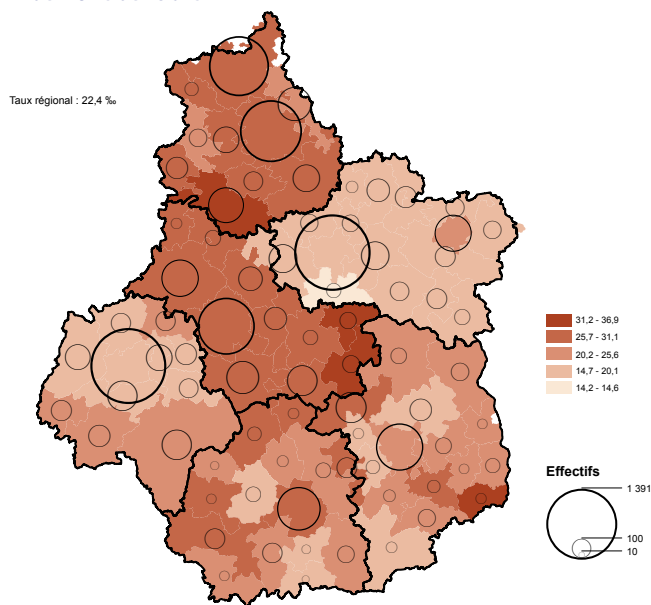 Taux régional : 22,4 ‰
31,2 - 36,9
25,7 - 31,1
20,2 - 25,6
14,7 - 20,1
14,2 - 14,6
Effectifs
1 391
100
10